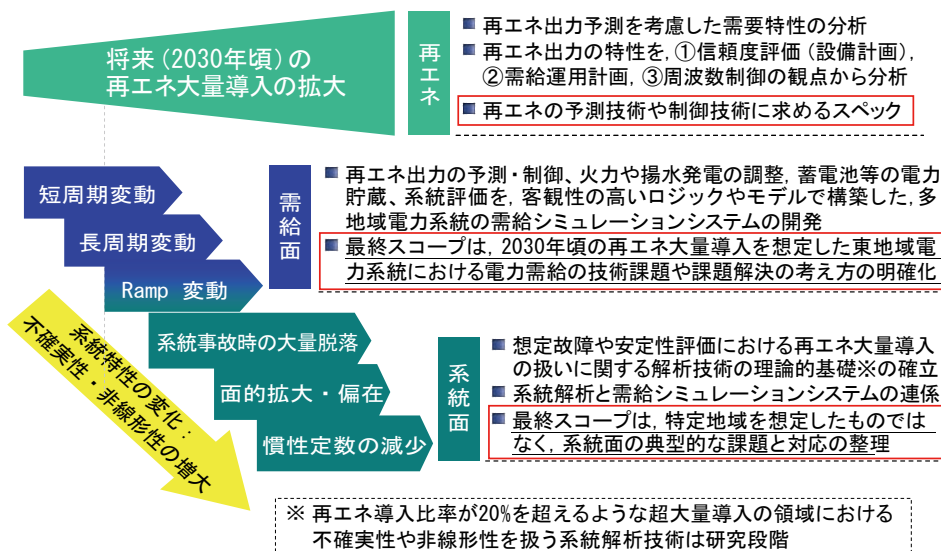 将来(2030年頃)の
再エネ大量導入の拡大
再エネ
■ 再エネ出力予測を考慮した需要特性の分析
■ 再エネ出力の特性を, ①信頼度評価(設備計画),
②需給運用計画, ③周波数制御の観点から分析
■ 再エネの予測技術や制御技術に求めるスペック
短周期変動
長周期変動
Ramp 変動
需給面
■ 再エネ出力の予測・制御、火力や揚水発電の調整, 蓄電池等の電力
貯蔵、系統評価を, 客観性の高いロジックやモデルで構築した, 多
地域電力系統の需給シミュレーションシステムの開発
■ 最終スコープは, 2030年頃の再エネ大量導入を想定した東地域電
力系統における電力需給の技術課題や課題解決の考え方の明確化
系統特性の変化:
不確実性・非線形性の増大
系統事故時の大量脱落
面的拡大・偏在
慣性定数の減少
系統面
■ 想定故障や安定性評価における再エネ大量導入
の扱いに関する解析技術の理論的基礎※の確立
■ 系統解析と需給シミュレーションシステムの連係
■ 最終スコープは, 特定地域を想定したものでは
なく, 系統面の典型的な課題と対応の整理
※ 再エネ導入比率が20%を超えるような超大量導入の領域における
不確実性や非線形性を扱う系統解析技術は研究段階